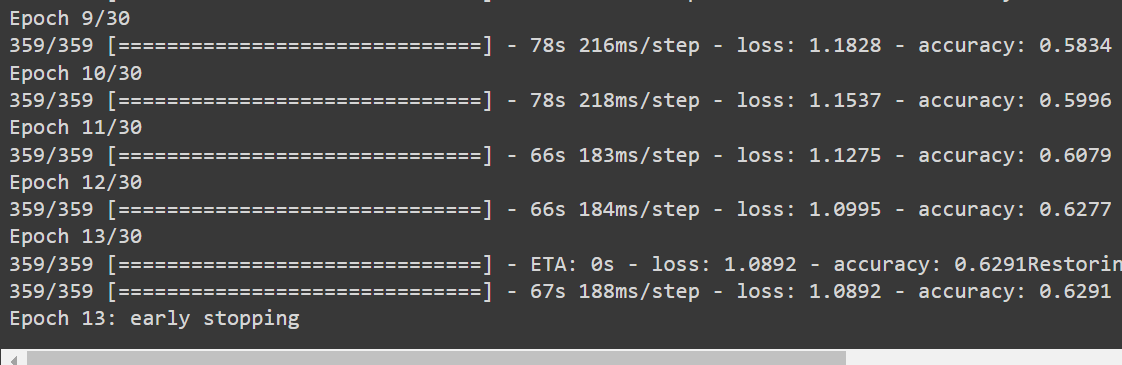 Epoch 9/30
359/359 [==============================] - 78s 216ms/step - loss: 1.1828 - accuracy: 0.5834
Epoch 10/30
359/359 [==============================] - 78s 218ms/step - loss: 1.1537 - accuracy: 0.5996
Epoch 11/30
359/359 [==============================] - 66s 183ms/step - loss: 1.1275 - accuracy: 0.6079
Epoch 12/30
359/359 [==============================] - 66s 184ms/step - loss: 1.0995 - accuracy: 0.6277
Epoch 13/30
359/359 [==============================] - ETA: 0s - loss: 1.0892 - accuracy: 0.6291Restorin
359/359 [==============================] - 67s 188ms/step - loss: 1.0892 - accuracy: 0.6291
Epoch 13: early stopping